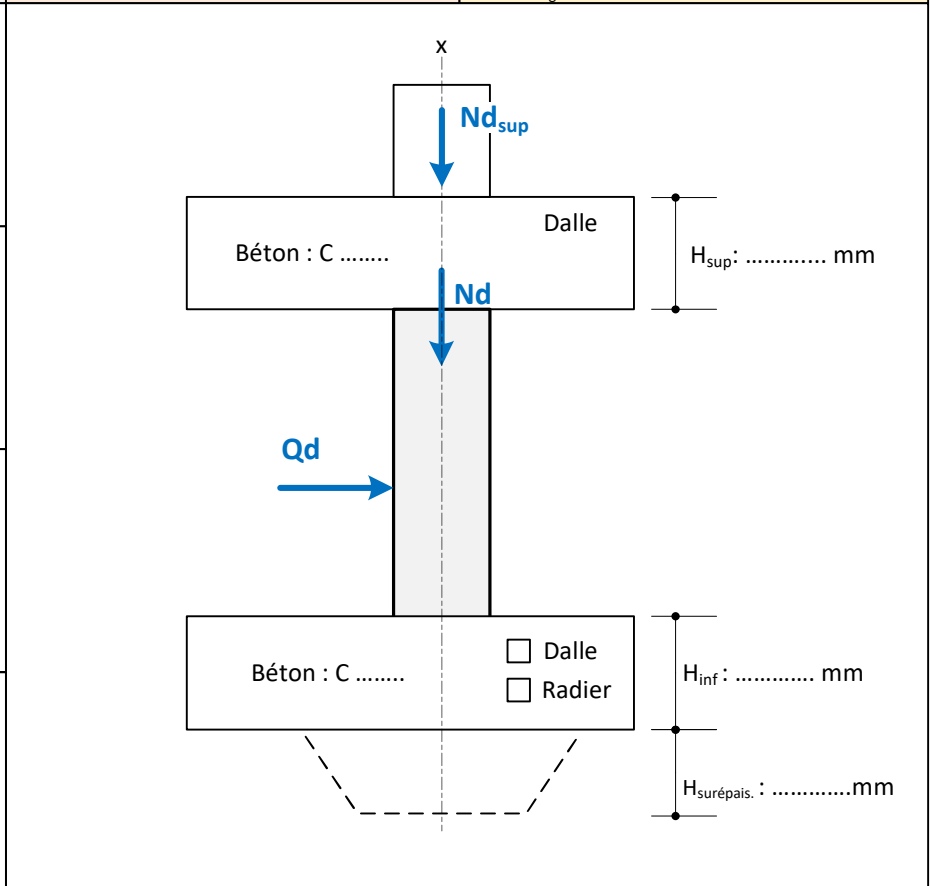 x
Nd sup
Dalle
Béton : C ........
H sup: .............. mm
Nd
Qd
Dalle
Béton : C ........
H inf : ............. mm
Radier
H surépais. : .............mm